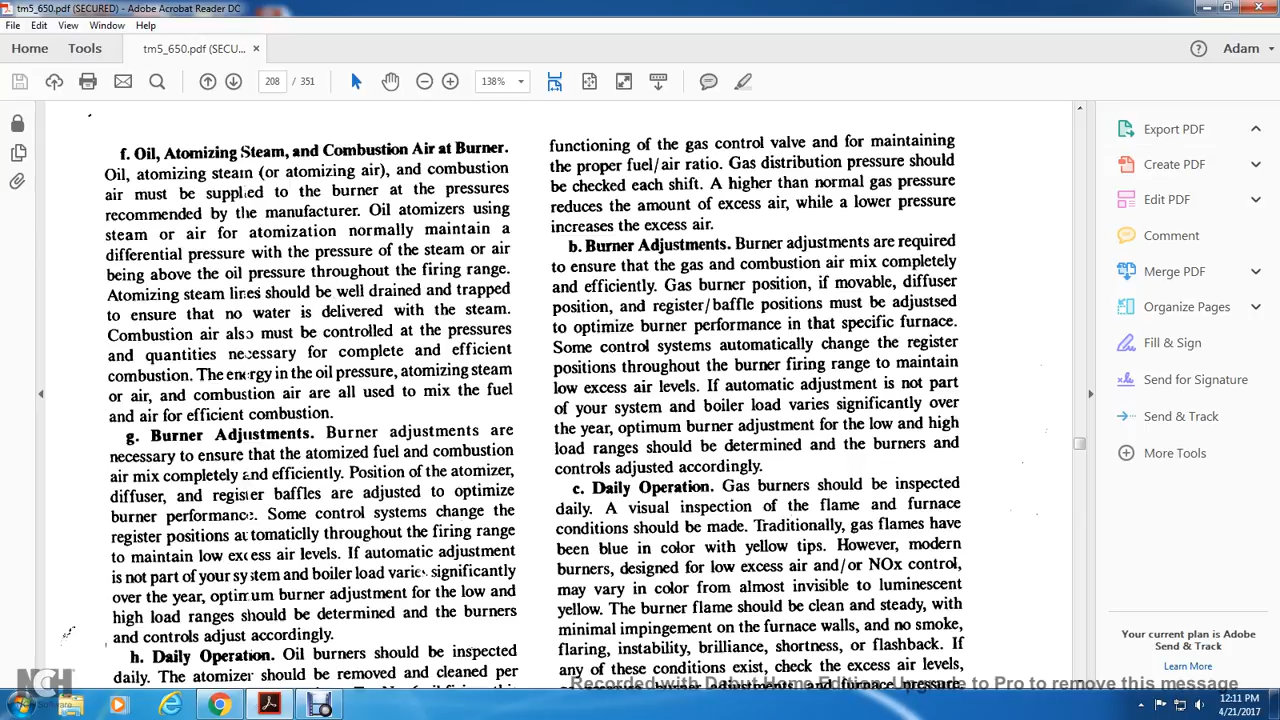 tm5_650.pdf (SECURED) - Adobe Acrobat Reader DC
File Edit View Window Help
Home Tools tm5_650.pdf (SECU... × Adam
208 / 351 138%
f. Oil, Atomizing Steam, and Combustion Air at Burner.
Oil, atomizing steam (or atomizing air), and combustion
air must be supplied to the burner at the pressures
recommended by the manufacturer. Oil atomizers using
steam or air for atomization normally maintain a
differential pressure with the pressure of the steam or air
being above the oil pressure throughout the firing range.
Atomizing steam lines should be well drained and trapped
to ensure that no water is delivered with the steam.
Combustion air also must be controlled at the pressures
and quantities necessary for complete and efficient
combustion. The energy in the oil pressure, atomizing steam
or air, and combustion air are all used to mix the fuel
and air for efficient combustion.
g. Burner Adjustments. Burner adjustments are
necessary to ensure that the atomized fuel and combustion
air mix completely and efficiently. Position of the atomizer,
diffuser, and register baffles are adjusted to optimize
burner performance. Some control systems change the
register positions automaticlly throughout the firing range
to maintain low excess air levels. If automatic adjustment
is not part of your system and boiler load varies significantly
over the year, optimum burner adjustment for the low and
high load ranges should be determined and the burners
and controls adjust accordingly.
h. Daily Operation. Oil burners should be inspected
daily. The atomizer should be removed and cleaned per
functioning of the gas control valve and for maintaining
the proper fuel/air ratio. Gas distribution pressure should
be checked each shift. A higher than normal gas pressure
reduces the amount of excess air, while a lower pressure
increases the excess air.
b. Burner Adjustments. Burner adjustments are required
to ensure that the gas and combustion air mix completely
and efficiently. Gas burner position, if movable, diffuser
position, and register/baffle positions must be adjustsed
to optimize burner performance in that specific furnace.
Some control systems automatically change the register
positions throughout the burner firing range to maintain
low excess air levels. If automatic adjustment is not part
of your system and boiler load varies significantly over
the year, optimum burner adjustment for the low and high
load ranges should be determined and the burners and
controls adjusted accordingly.
c. Daily Operation. Gas burners should be inspected
daily. A visual inspection of the flame and furnace
conditions should be made. Traditionally, gas flames have
been blue in color with yellow tips. However, modern
burners, designed for low excess air and/or NOx control,
may vary in color from almost invisible to luminescent
yellow. The burner flame should be clean and steady, with
minimal impingement on the furnace walls, and no smoke,
flaring, instability, brilliance, shortness, or flashback. If
any of these conditions exist, check the excess air levels,
Export PDF
Create PDF
Edit PDF
Comment
Merge PDF
Organize Pages
Fill & Sign
Send for Signature
Send & Track
More Tools
Your current plan is Adobe
Send & Track
Learn More
Recorded with Debut Home Edition. Upgrade to Pro to remove this message
NCH
Software
12:11 PM
4/21/2017